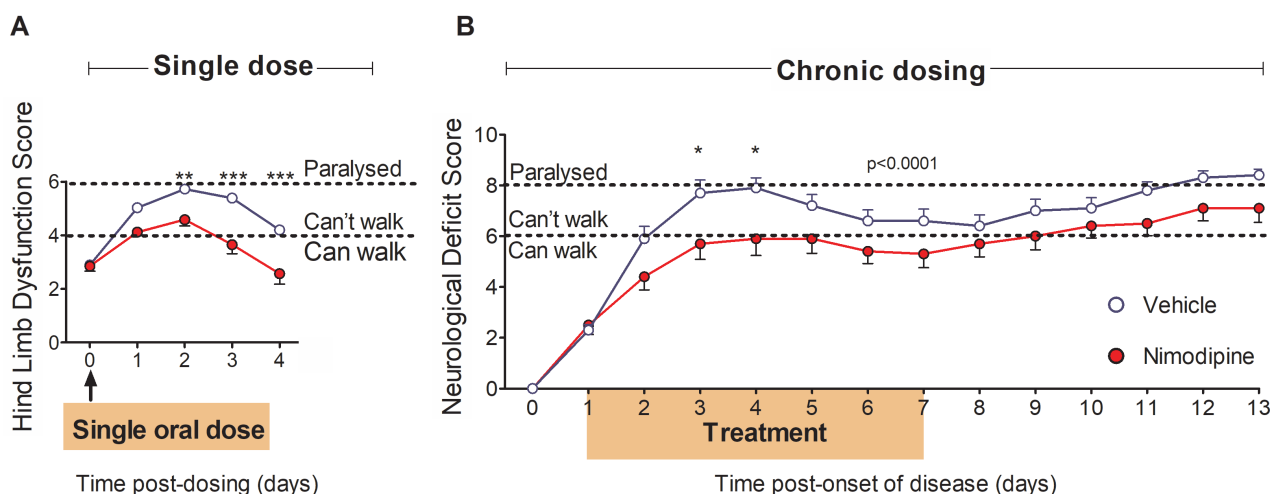 A
Single dose
Hind Limb Dysfunction Score
6
4
2
0
** *** ***
Paralysed
Can't walk
Can walk
0 1 2 3 4
Single oral dose
Time post-dosing (days)
B
Chronic dosing
Neurological Deficit Score
10
8
6
4
2
0
* *
p<0.0001
Paralysed
Can't walk
Can walk
Vehicle
Nimodipine
0 1 2 3 4 5 6 7 8 9 10 11 12 13
Treatment
Time post-onset of disease (days)